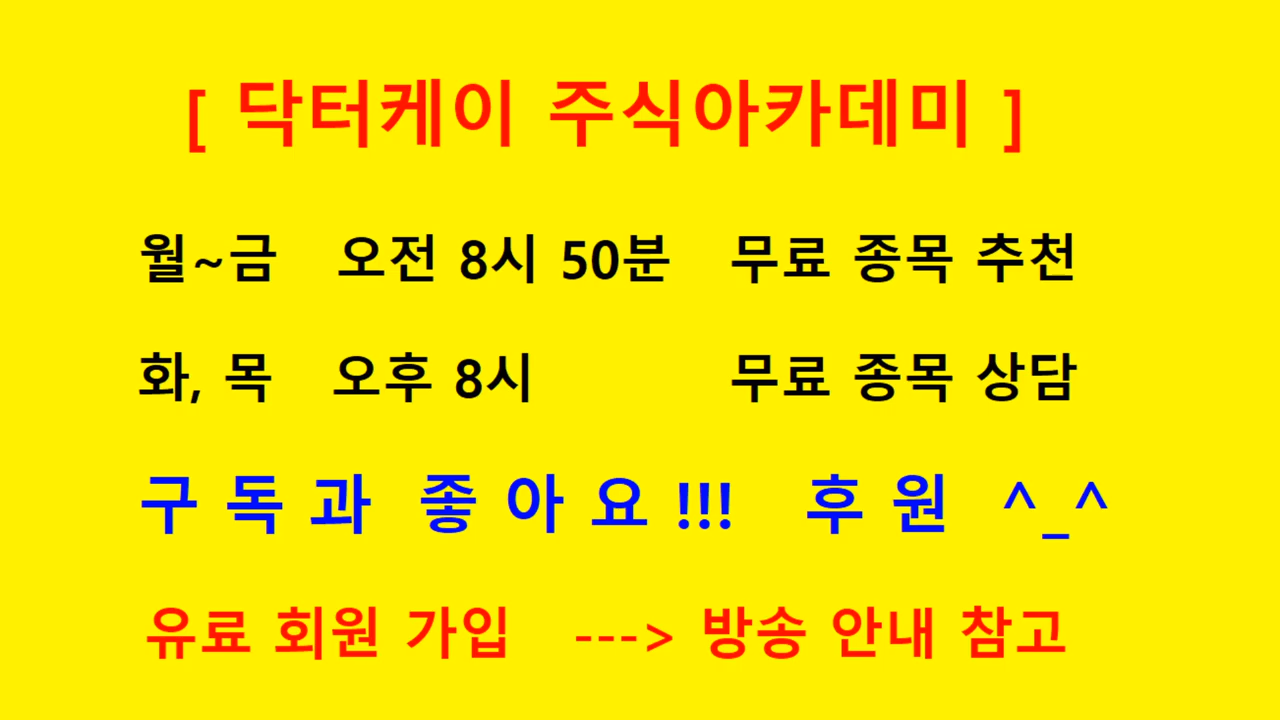 [ 닥터케이 주식아카데미 ]
월~금 오전 8시 50분 무료 종목 추천
화, 목 오후 8시 무료 종목 상담
구 독 과 좋 아 요 !!! 후 원 ^_^
유료 회원 가입 ---> 방송 안내 참고